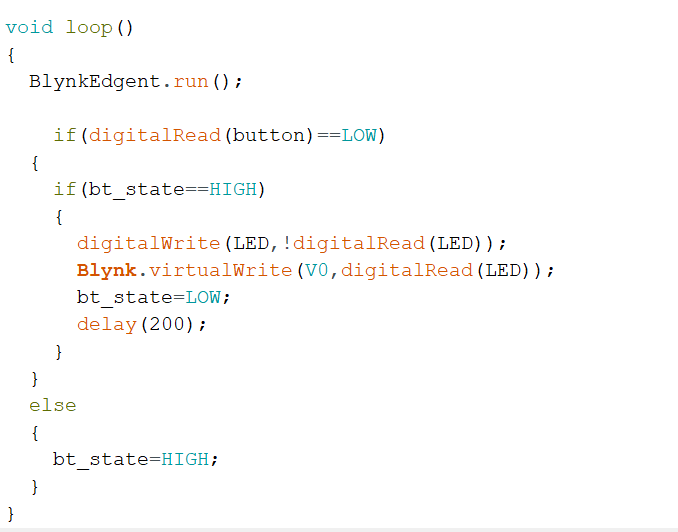 void loop()
{
  BlynkEdgent.run();

    if(digitalRead(button)==LOW)
  {
    if(bt_state==HIGH)
    {
      digitalWrite(LED,!digitalRead(LED));
      Blynk.virtualWrite(V0,digitalRead(LED));
      bt_state=LOW;
      delay(200);
    }
  }
  else
  {
    bt_state=HIGH;
  }
}